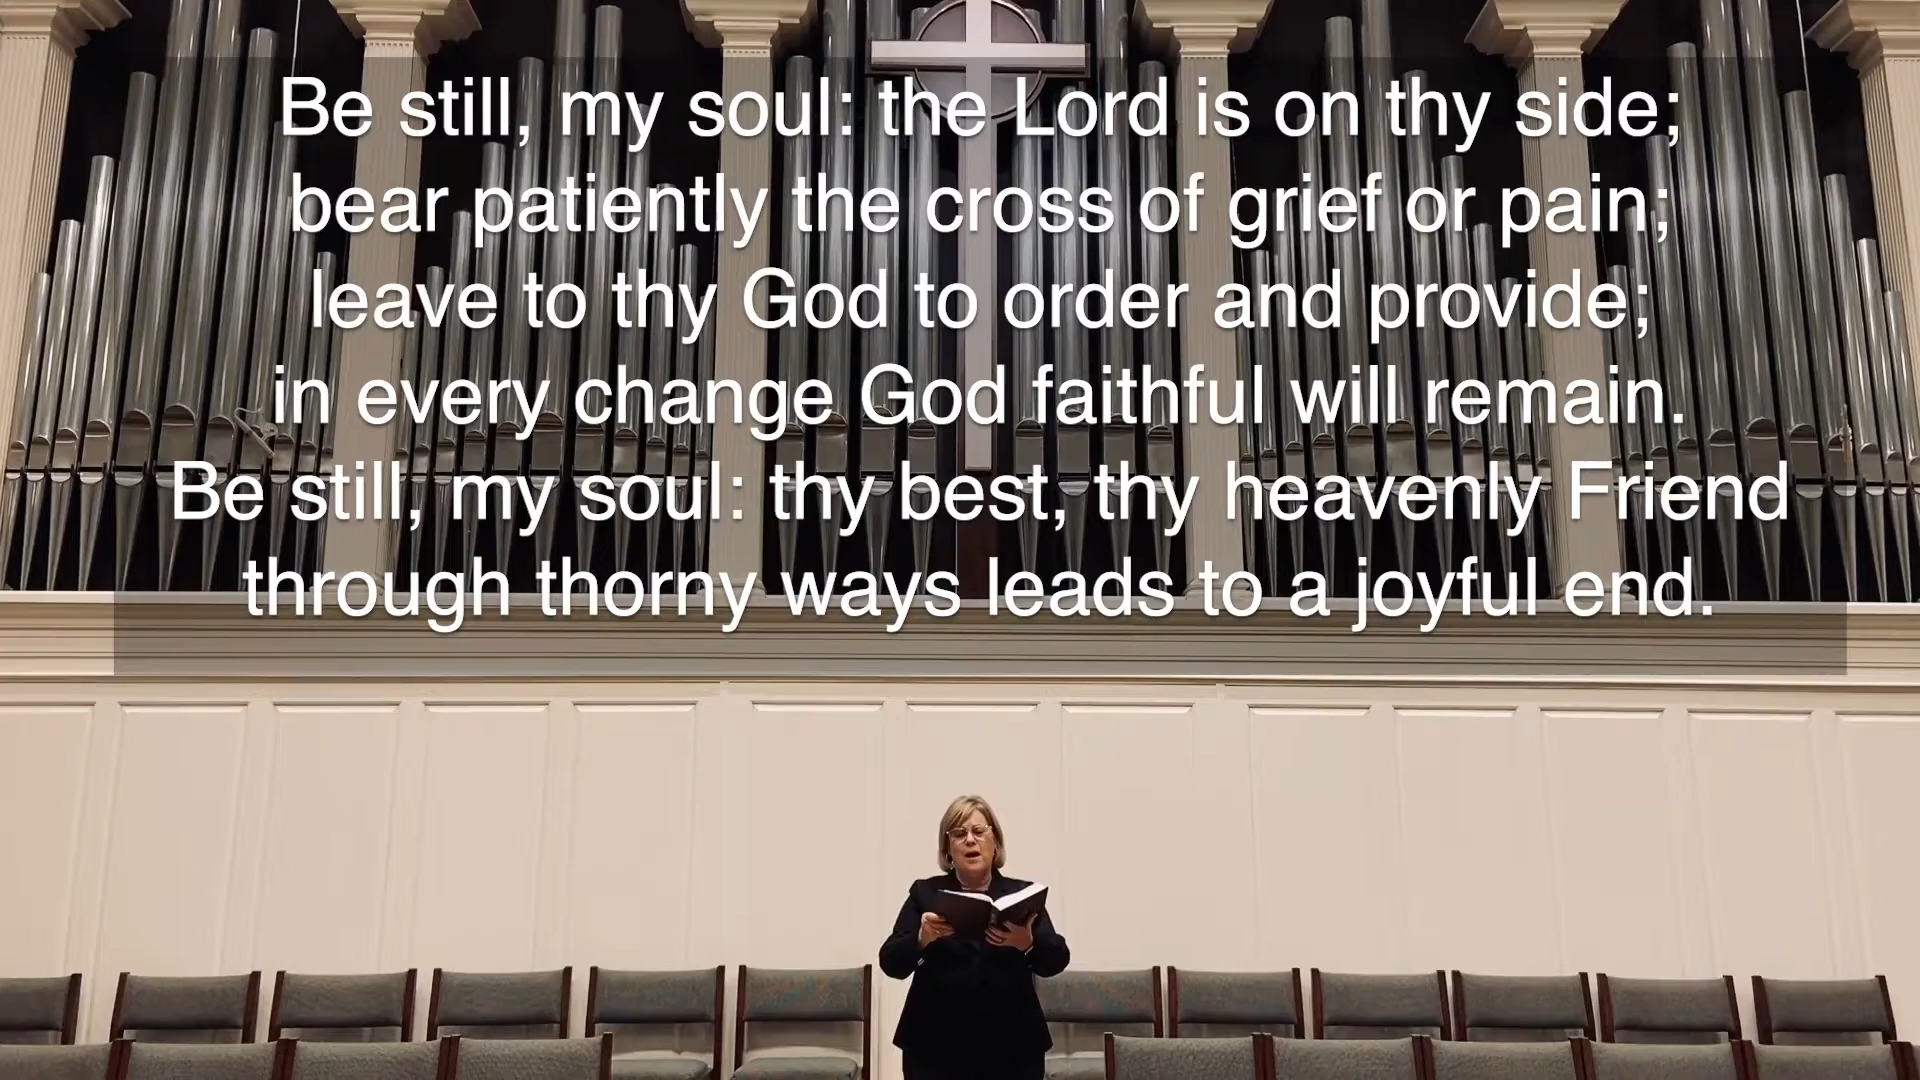 Be still, my soul: the Lord is on thy side;
bear patiently the cross of grief or pain;
leave to thy God to order and provide;
in every change God faithful will remain.
Be still, my soul: thy best, thy heavenly Friend
through thorny ways leads to a joyful end.